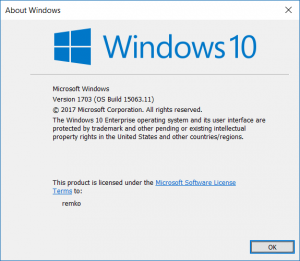 About Windows
Windows 10
Microsoft Windows
Version 1703 (OS Build 15063.11)
© 2017 Microsoft Corporation. All rights reserved.
The Windows 10 Enterprise operating system and its user interface are
protected by trademark and other pending or existing intellectual
property rights in the United States and other countries/regions.
This product is licensed under the Microsoft Software License
Terms to:
remko
OK